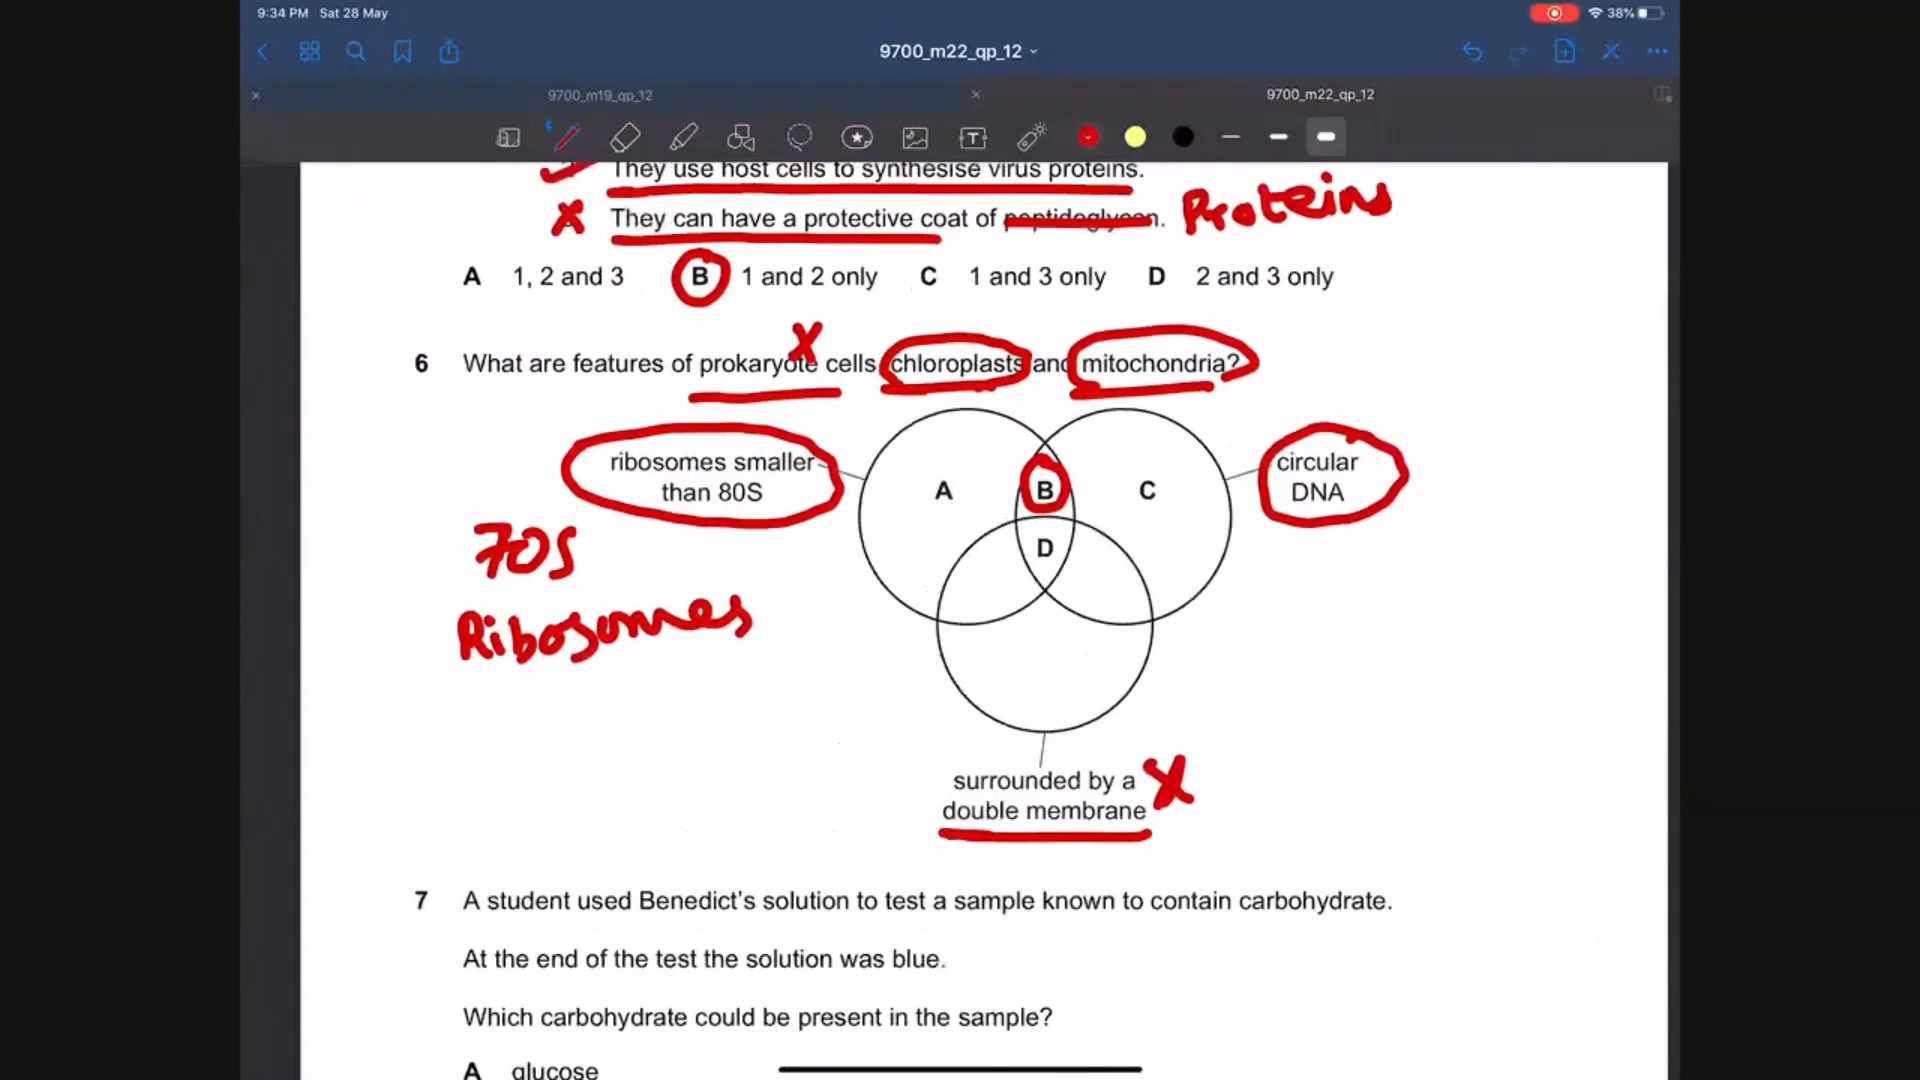 9:34 PM Sat 28 May
38%
9700_m22_qp_12
9700_m19_qp_12
9700_m22_qp_12
They use host cells to synthesise virus proteins.
They can have a protective coat of peptidoglycan. Proteins
A 1, 2 and 3 B 1 and 2 only C 1 and 3 only D 2 and 3 only
X
6 What are features of prokaryote cells, chloroplasts and mitochondria?
ribosomes smaller
than 80S
circular
DNA
A B C
D
70S
Ribosomes
surrounded by a
double membrane X
7 A student used Benedict's solution to test a sample known to contain carbohydrate.
At the end of the test the solution was blue.
Which carbohydrate could be present in the sample?
A glucose